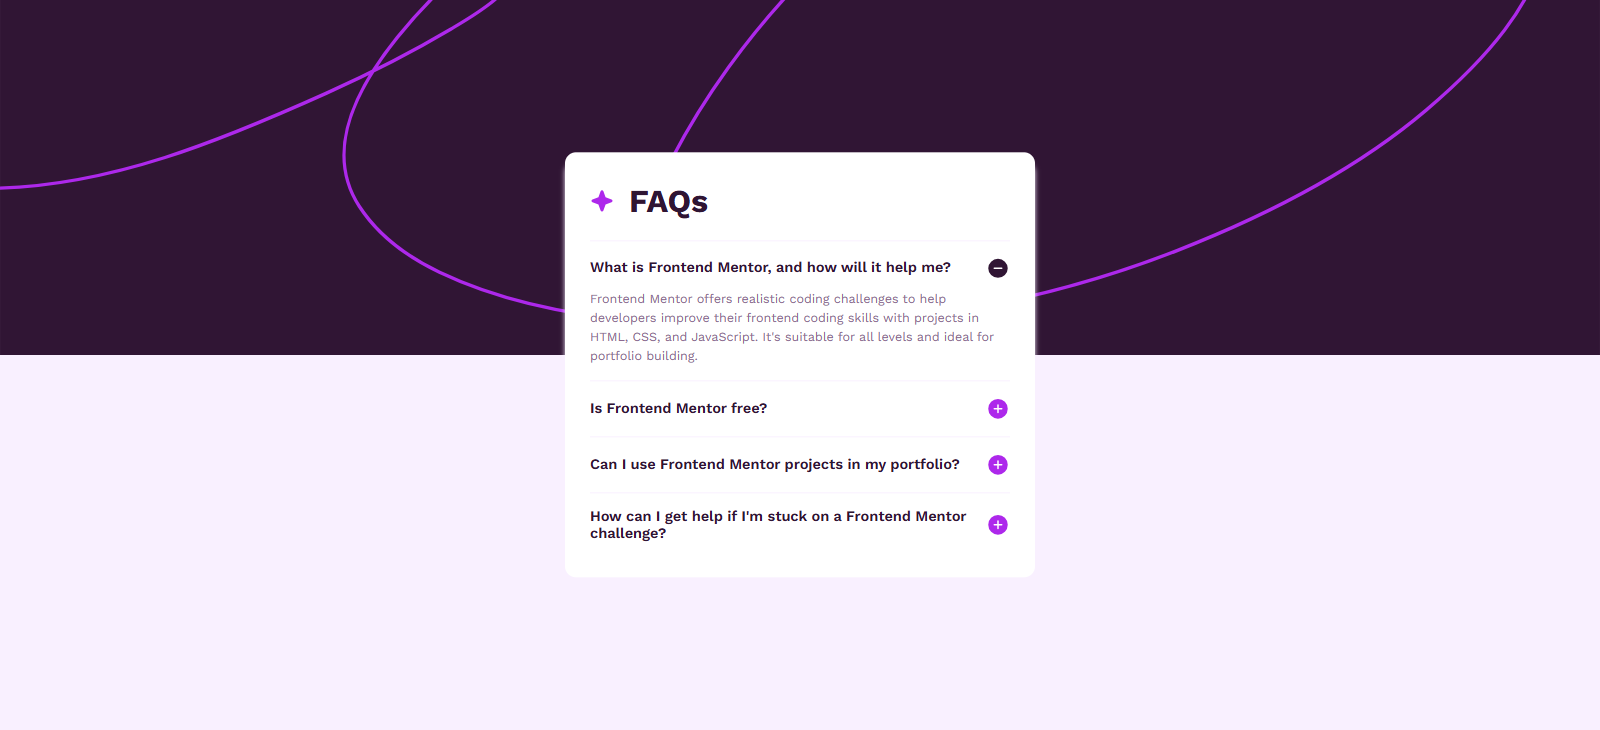 FAQs
What is Frontend Mentor, and how will it help me?
Frontend Mentor offers realistic coding challenges to help
developers improve their frontend coding skills with projects in
HTML, CSS, and JavaScript. It's suitable for all levels and ideal for
portfolio building.
Is Frontend Mentor free?
Can I use Frontend Mentor projects in my portfolio?
How can I get help if I'm stuck on a Frontend Mentor
challenge?